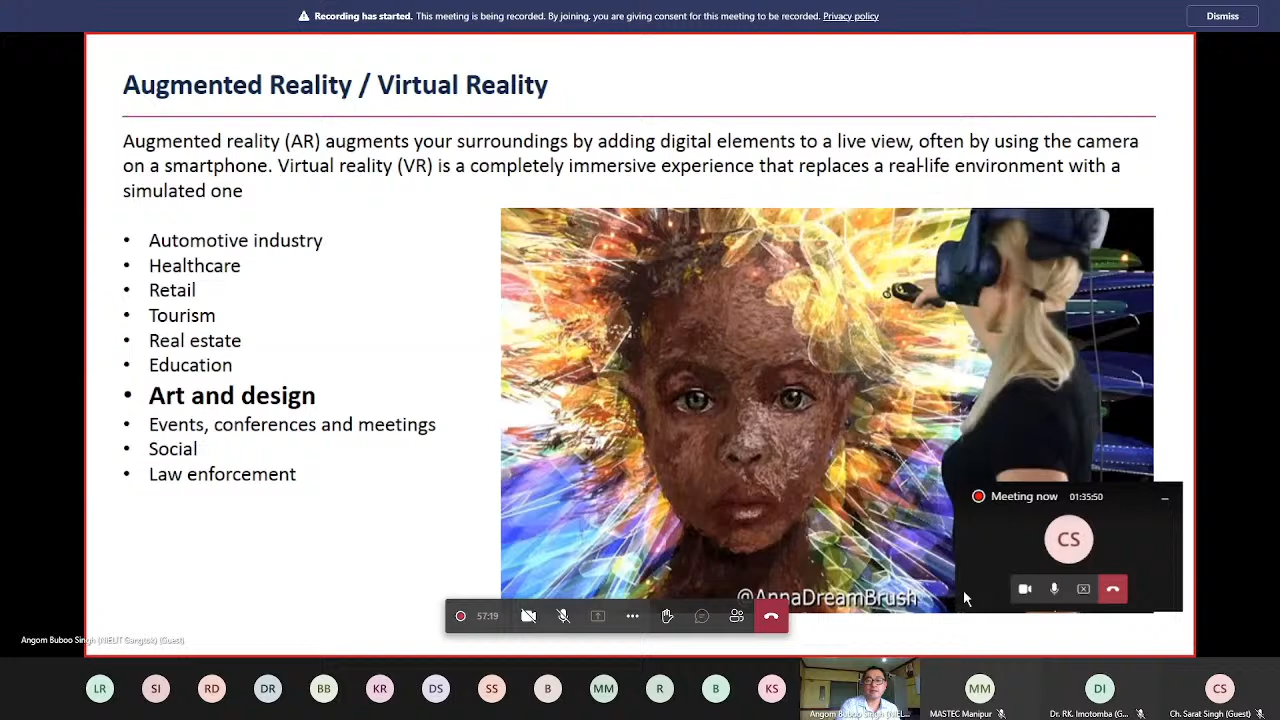 Recording has started. This meeting is being recorded. By joining, you are giving consent for this meeting to be recorded. Privacy policy
Dismiss
Augmented Reality / Virtual Reality
Augmented reality (AR) augments your surroundings by adding digital elements to a live view, often by using the camera
on a smartphone. Virtual reality (VR) is a completely immersive experience that replaces a real-life environment with a
simulated one
• Automotive industry
• Healthcare
• Retail
• Tourism
• Real estate
• Education
• Art and design
• Events, conferences and meetings
• Social
• Law enforcement
Meeting now 01:35:50
CS
@AnnaDreamBrush
57:19
Angom Buboo Singh (NIELIT Gangtok) (Guest)
LR SI RD DR BB KR DS SS B MM R B KS MM DI CS
Angom Buboo Singh (NIEL... MASTEC Manipur Dr. RK. Imotomba (G... Ch. Sarat Singh (Guest)